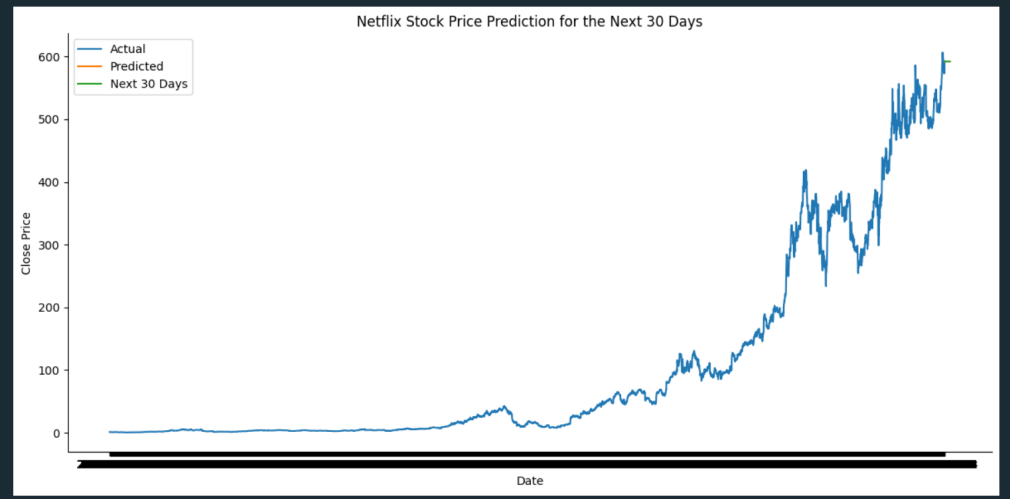 Netflix Stock Price Prediction for the Next 30 Days
Actual
Predicted
Next 30 Days
600
500
400
300
200
100
0
Close Price
Date